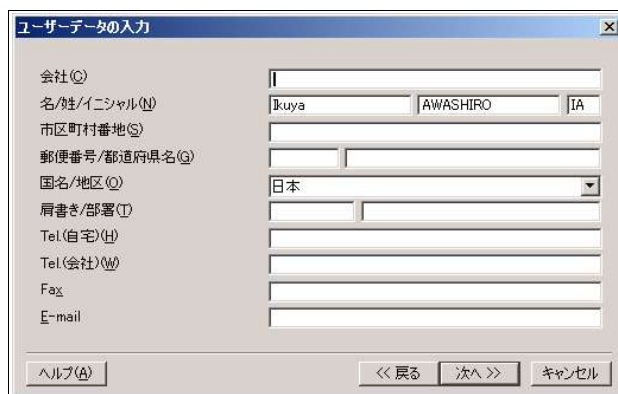 ユーザーデータの入力
会社(C)
名/姓/イニシャル(N) Ikuya AWASHIRO IA
市区町村番地(S)
郵便番号/都道府県名(G)
国名/地区(O) 日本
肩書き/部署(T)
Tel.(自宅)(H)
Tel.(会社)(W)
Fax
E-mail
ヘルプ(A) << 戻る 次へ >> キャンセル